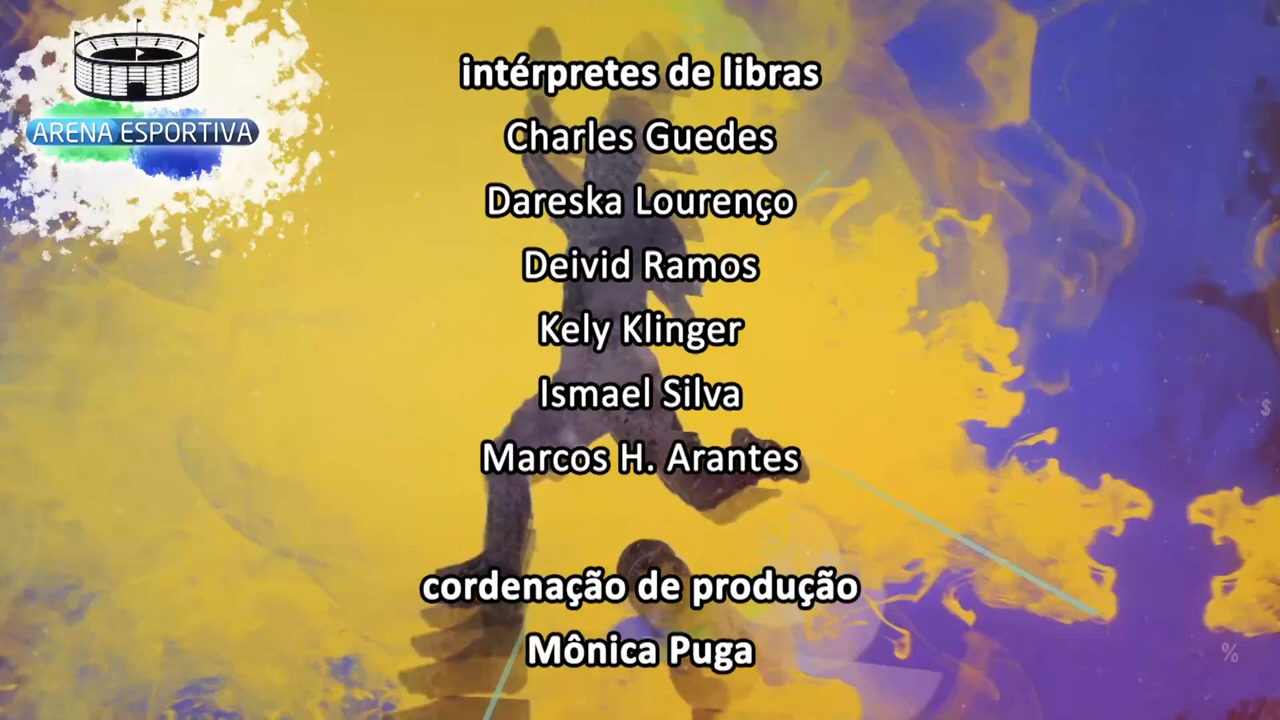 ARENA ESPORTIVA
intérpretes de libras
Charles Guedes
Dareska Lourenço
Deivid Ramos
Kely Klinger
Ismael Silva
Marcos H. Arantes
$
cordenação de produção
Mônica Puga
%